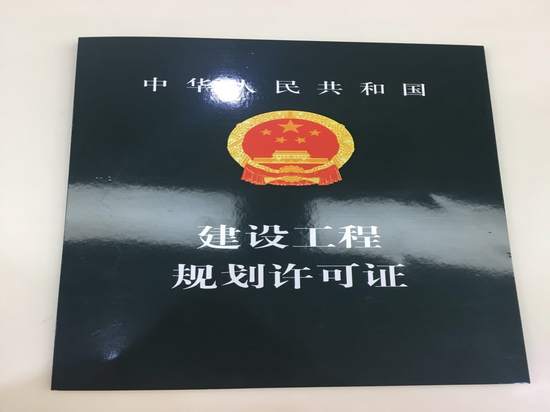 中华人民共和国
建设工程
规划许可证